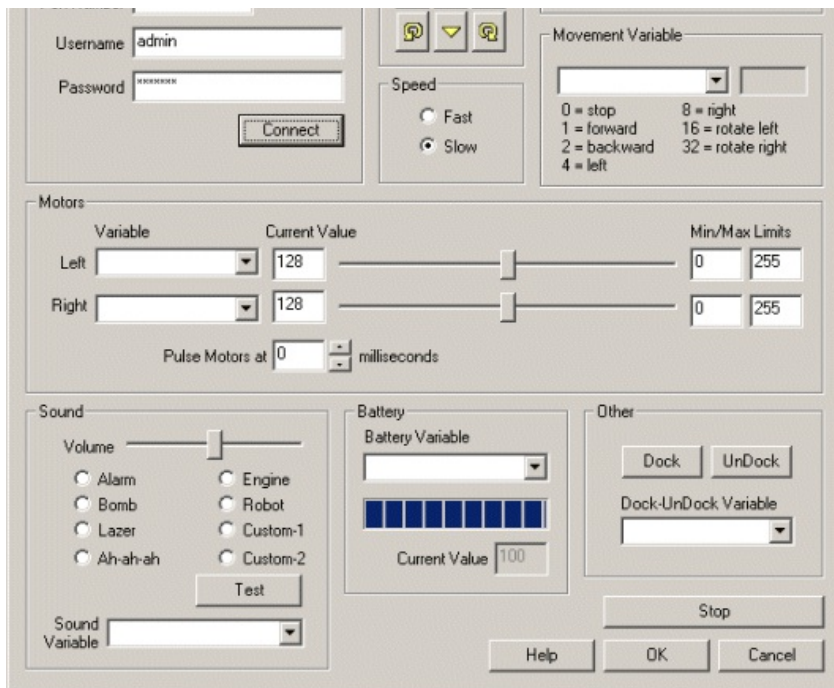 Username admin
Password *******
Connect
Speed
Fast
Slow
Movement Variable
0 = stop 8 = right
1 = forward 16 = rotate left
2 = backward 32 = rotate right
4 = left
Motors
Variable Current Value Min/Max Limits
Left 128 0 255
Right 128 0 255
Pulse Motors at 0 milliseconds
Sound
Volume
Alarm Engine
Bomb Robot
Lazer Custom-1
Ah-ah-ah Custom-2
Test
Sound
Variable
Battery
Battery Variable
Current Value 100
Other
Dock UnDock
Dock-UnDock Variable
Stop
Help OK Cancel